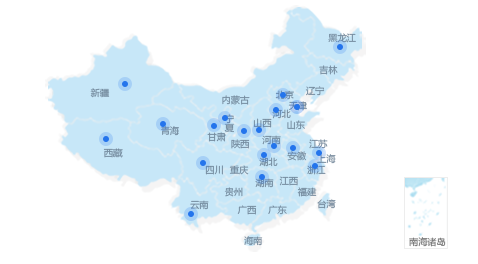 黑龙江
吉林
辽宁
新疆
内蒙古
北京
天津
河北
宁夏
山西
山东
青海
甘肃
陕西
河南
江苏
西藏
安徽
上海
湖北
四川
重庆
浙江
湖南
江西
贵州
福建
云南
广西
广东
台湾
海南
南海诸岛